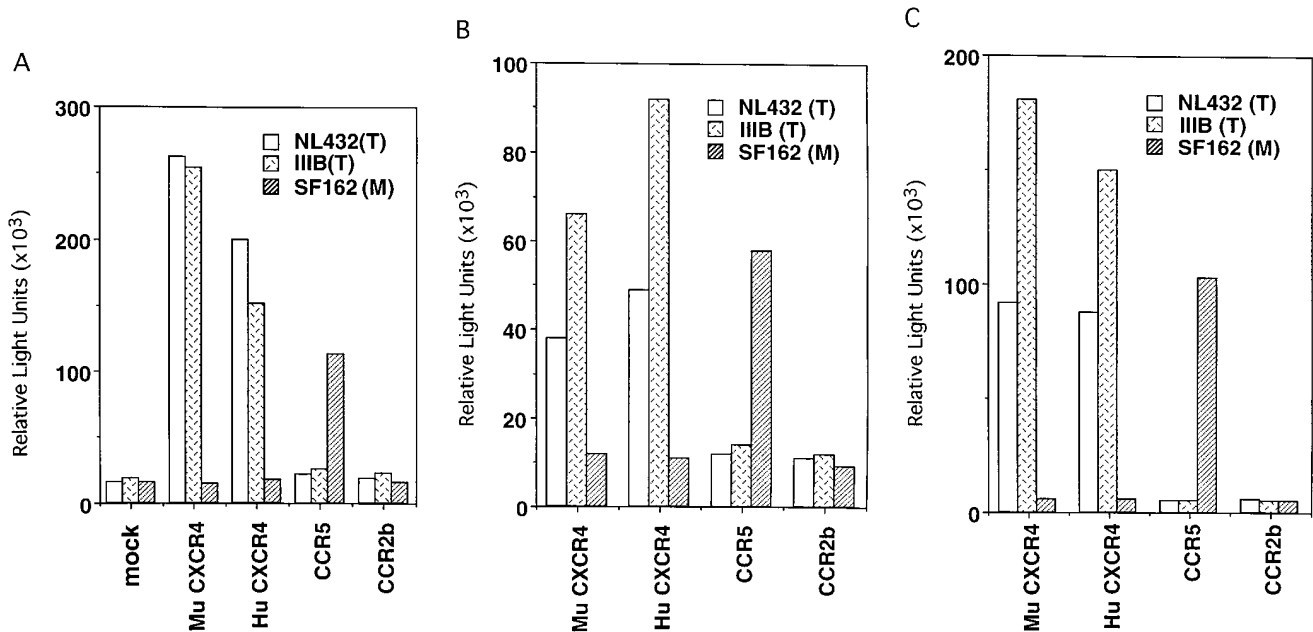 A
Relative Light Units (x10³)
300
200
100
0
NL432(T)
IIIB(T)
SF162 (M)
mock
Mu CXCR4
Hu CXCR4
CCR5
CCR2b
B
Relative Light Units (x10³)
100
80
60
40
20
0
NL432 (T)
IIIB (T)
SF162 (M)
Mu CXCR4
Hu CXCR4
CCR5
CCR2b
C
Relative Light Units (x10³)
200
100
0
NL432 (T)
IIIB (T)
SF162 (M)
Mu CXCR4
Hu CXCR4
CCR5
CCR2b